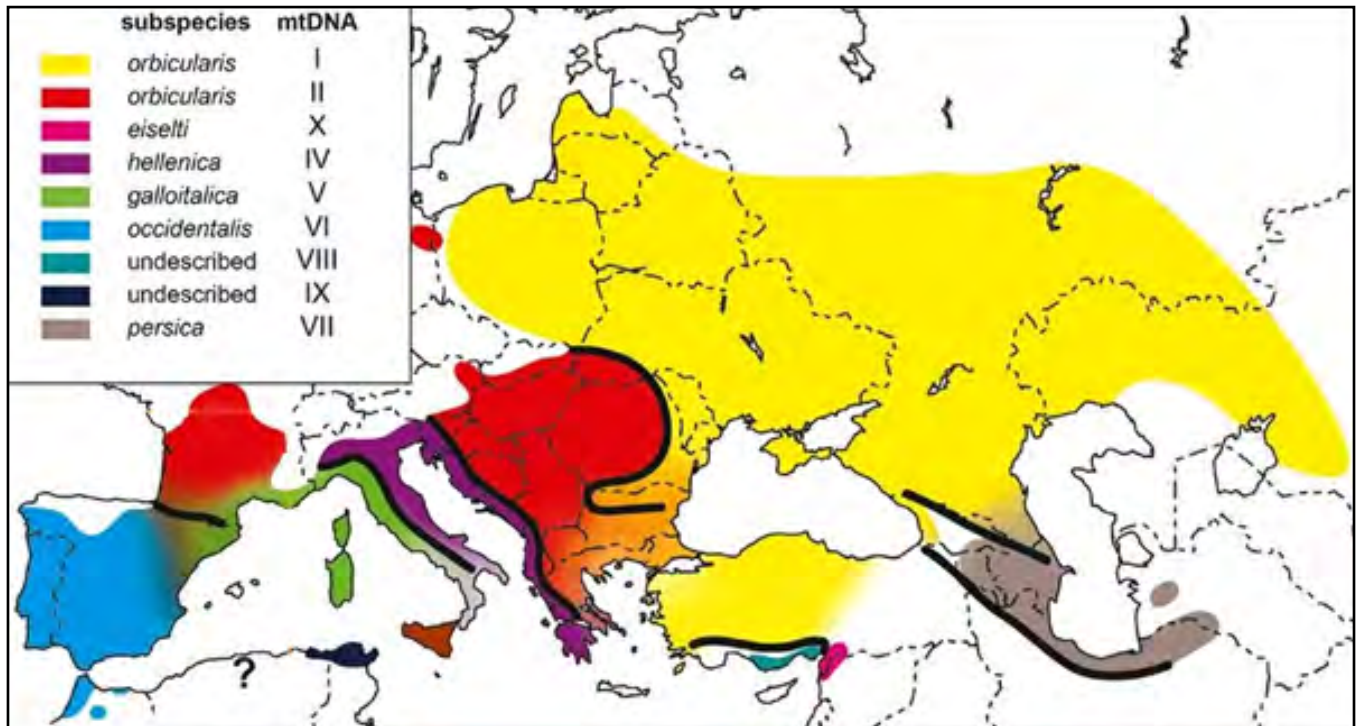 subspecies mtDNA
orbicularis I
orbicularis II
eiselti X
hellenica IV
galloitalica V
occidentalis VI
undescribed VIII
undescribed IX
persica VII
?